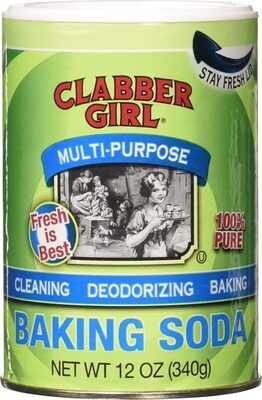 STAY FRESH
CLABBER
GIRL®
MULTI-PURPOSE
Fresh
is
Best
100%
PURE
U
CLEANING DEODORIZING BAKING
BAKING SODA
NET WT 12 OZ (340g)